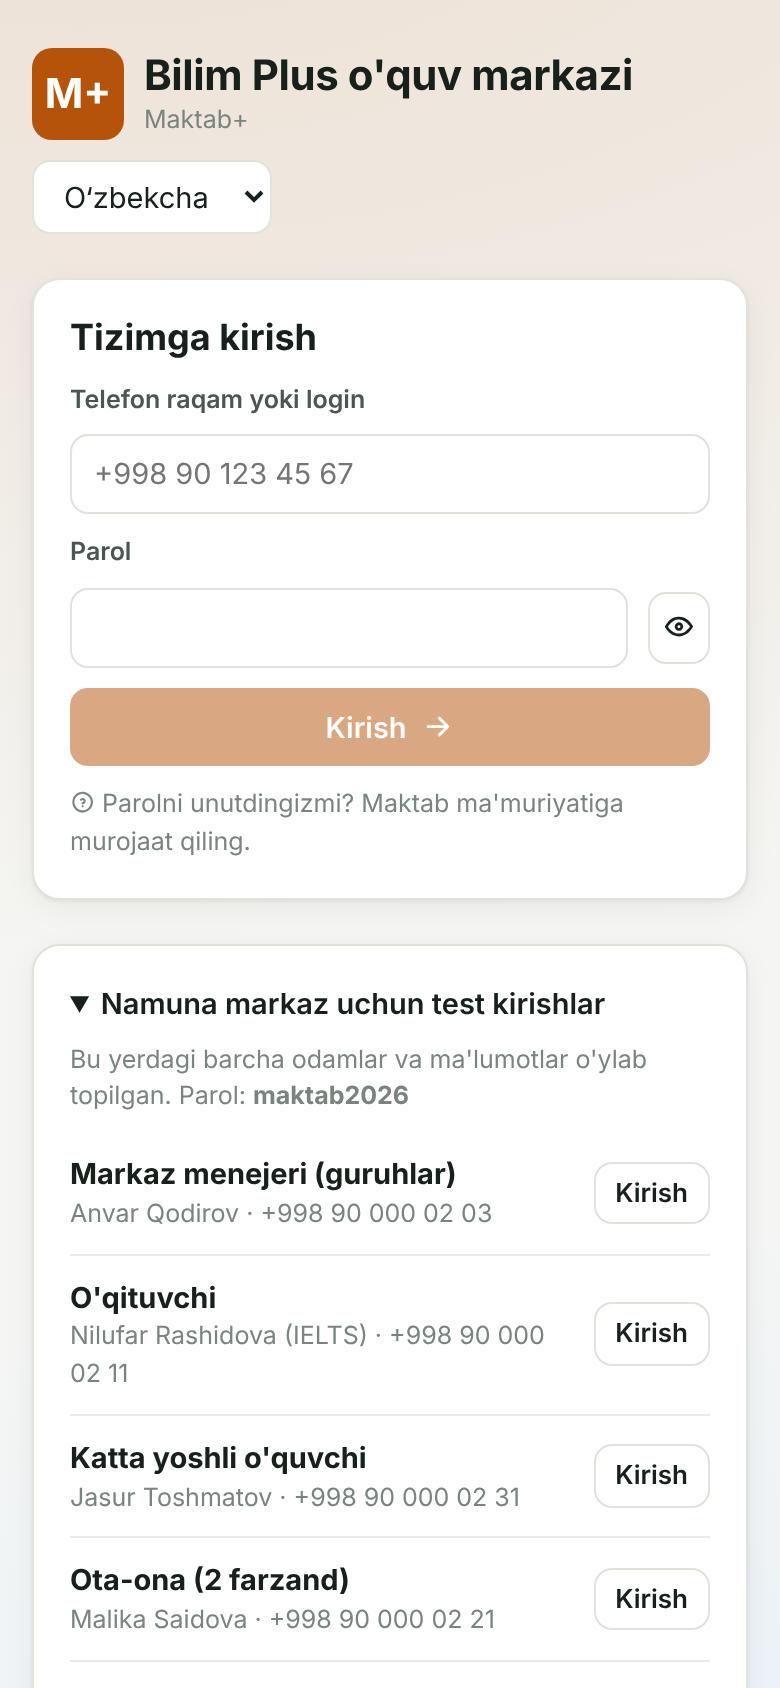 M+
Bilim Plus o'quv markazi
Maktab+
Oʻzbekcha
Tizimga kirish
Telefon raqam yoki login
+998 90 123 45 67
Parol
Kirish →
Parolni unutdingizmi? Maktab ma'muriyatiga
murojaat qiling.
▼ Namuna markaz uchun test kirishlar
Bu yerdagi barcha odamlar va ma'lumotlar o'ylab
topilgan. Parol: maktab2026
Markaz menejeri (guruhlar)
Anvar Qodirov · +998 90 000 02 03
Kirish
O'qituvchi
Nilufar Rashidova (IELTS) · +998 90 000
02 11
Kirish
Katta yoshli o'quvchi
Jasur Toshmatov · +998 90 000 02 31
Kirish
Ota-ona (2 farzand)
Malika Saidova · +998 90 000 02 21
Kirish